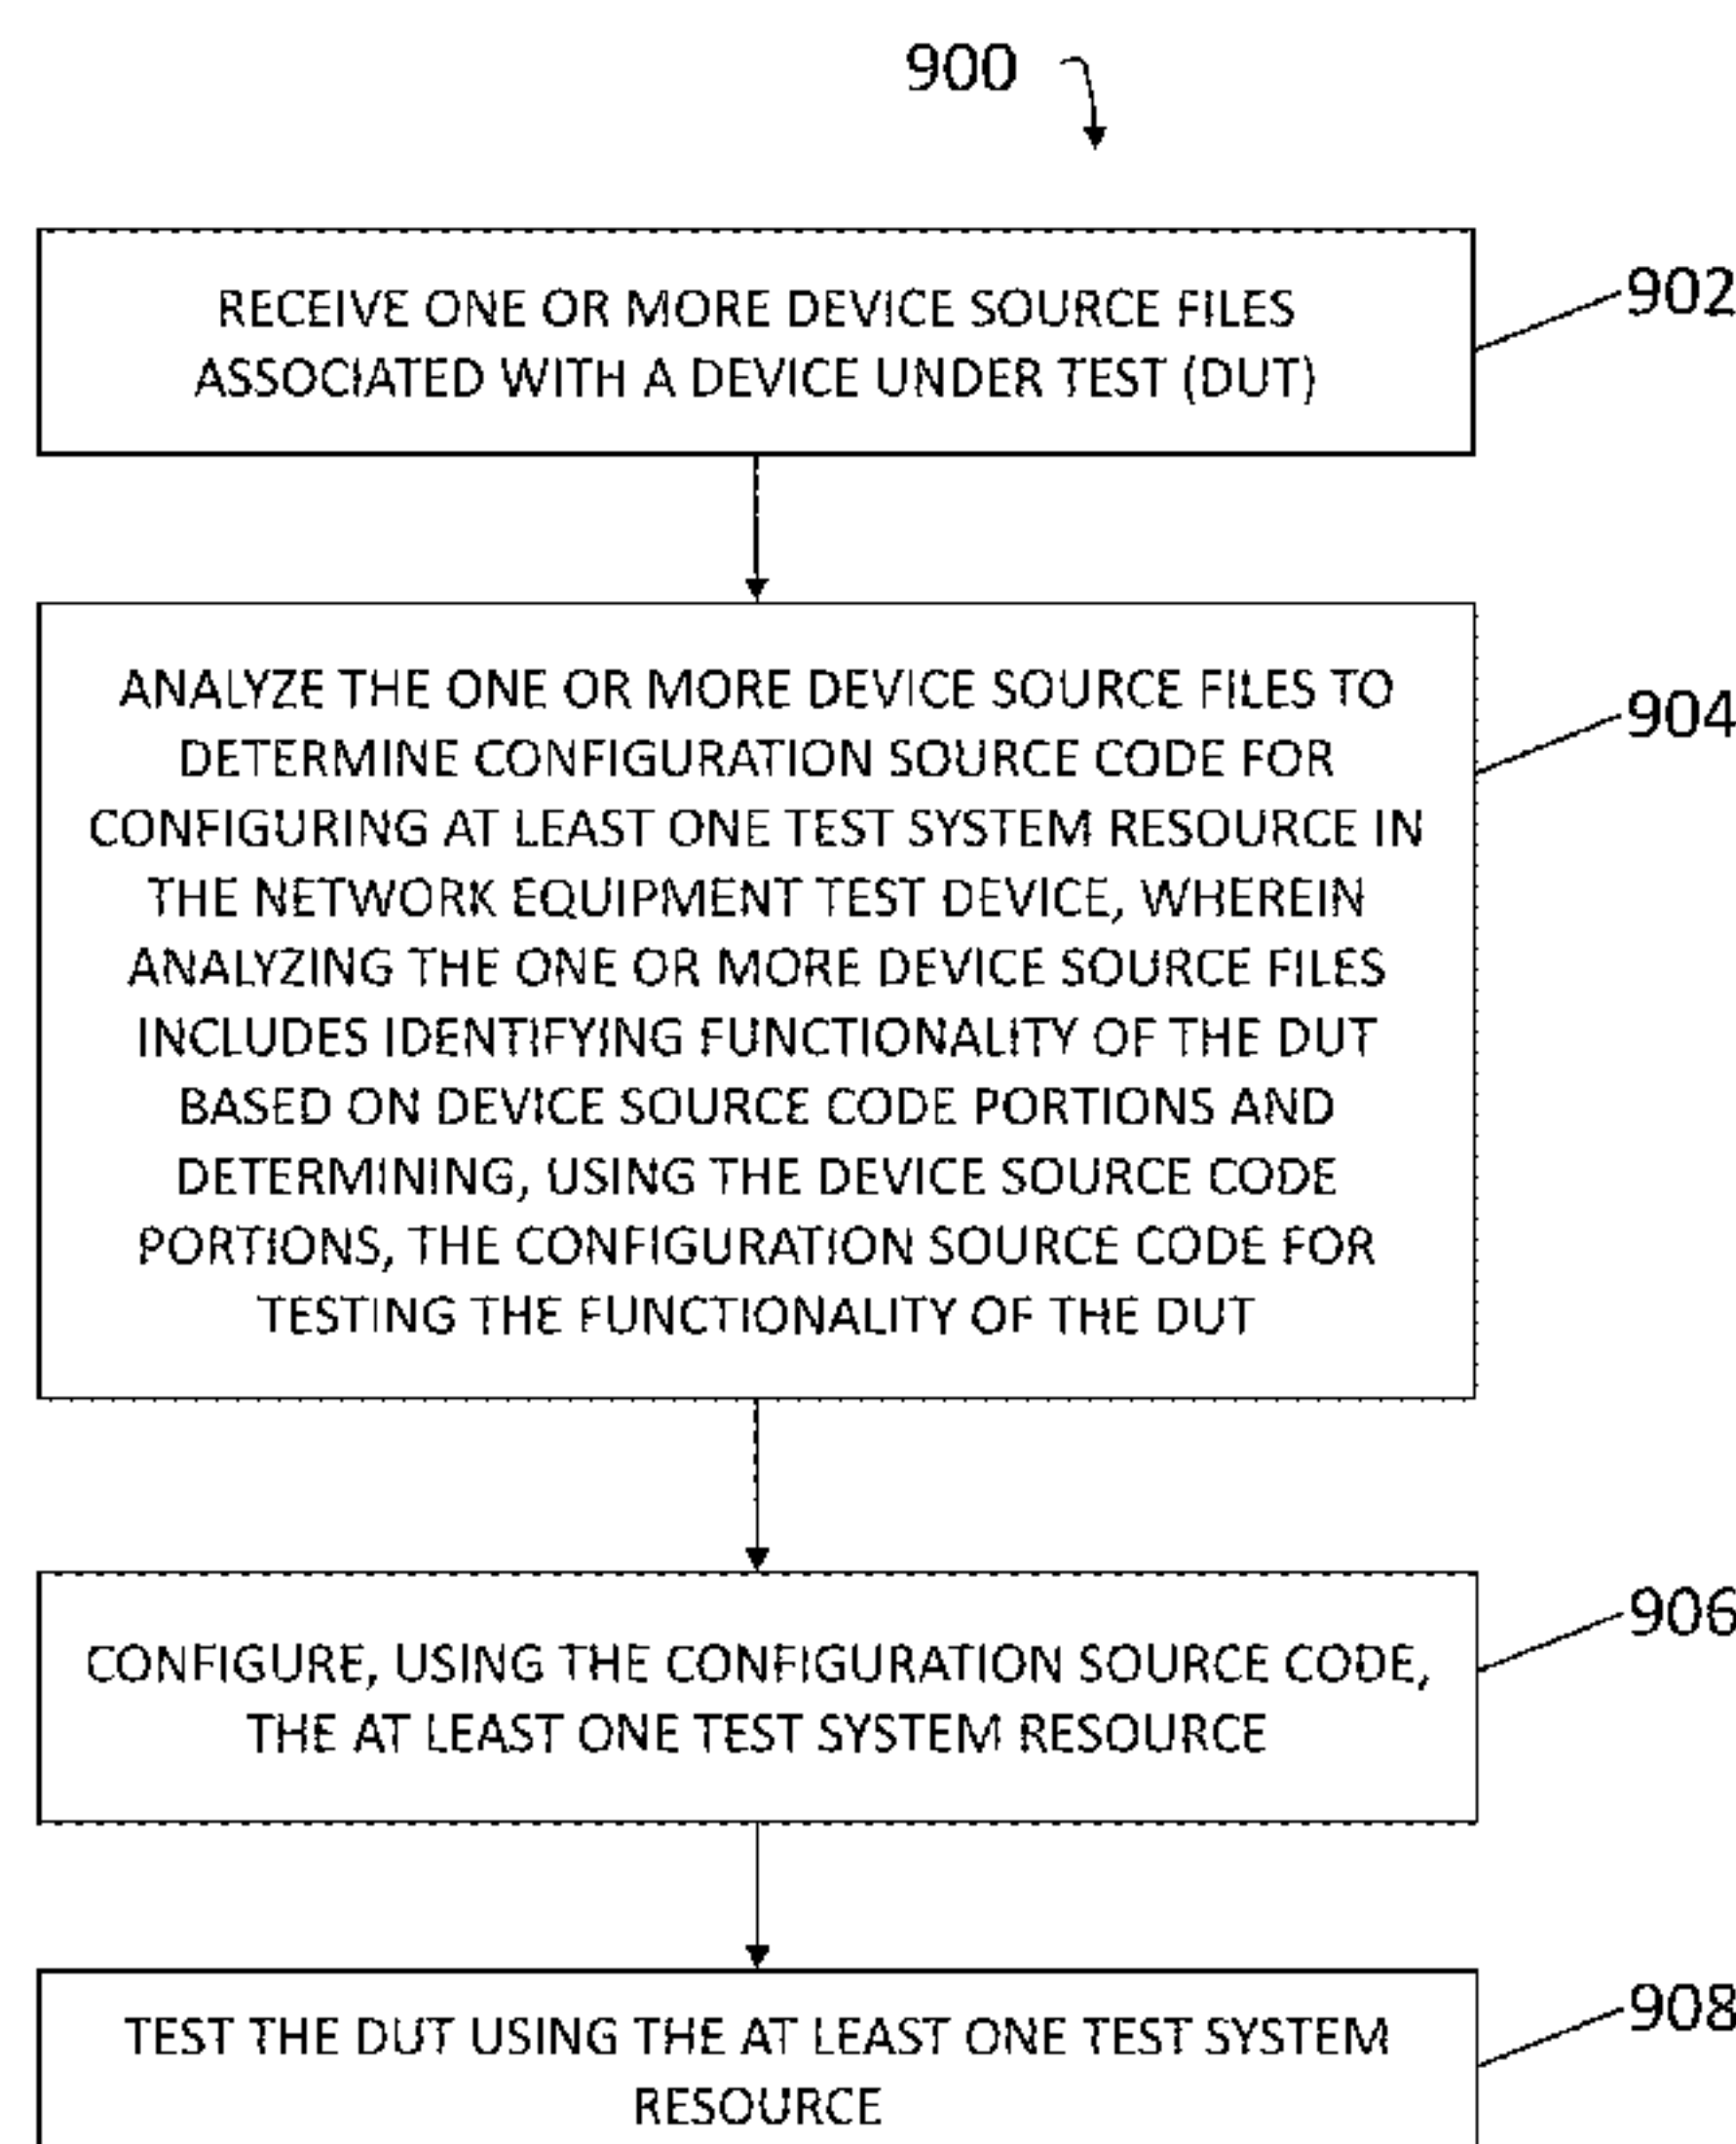 900
RECEIVE ONE OR MORE DEVICE SOURCE FILES
ASSOCIATED WITH A DEVICE UNDER TEST (DUT)
902
ANALYZE THE ONE OR MORE DEVICE SOURCE FILES TO
DETERMINE CONFIGURATION SOURCE CODE FOR
CONFIGURING AT LEAST ONE TEST SYSTEM RESOURCE IN
THE NETWORK EQUIPMENT TEST DEVICE, WHEREIN
ANALYZING THE ONE OR MORE DEVICE SOURCE FILES
INCLUDES IDENTIFYING FUNCTIONALITY OF THE DUT
BASED ON DEVICE SOURCE CODE PORTIONS AND
DETERMINING, USING THE DEVICE SOURCE CODE
PORTIONS, THE CONFIGURATION SOURCE CODE FOR
TESTING THE FUNCTIONALITY OF THE DUT
904
CONFIGURE, USING THE CONFIGURATION SOURCE CODE,
THE AT LEAST ONE TEST SYSTEM RESOURCE
906
TEST THE DUT USING THE AT LEAST ONE TEST SYSTEM
RESOURCE
908